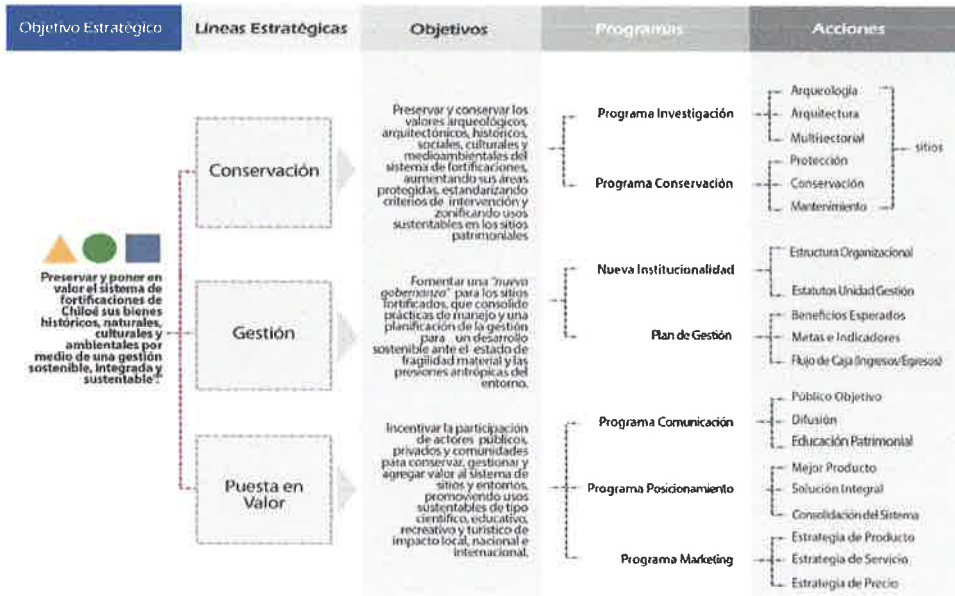 Objetivo Estratégico
Líneas Estratégicas
Objetivos
Programas
Acciones
Preservar y poner en
valor el sistema de
fortificaciones de
Chiloé sus bienes
históricos, naturales,
culturales y
ambientales por
medio de una gestión
sostenible, integrada y
sustentable".
Conservación
Preservar y conservar los
valores arqueológicos,
arquitectónicos, históricos,
sociales, culturales y
medioambientales del
sistema de fortificaciones,
aumentando sus áreas
protegidas, estandarizando
criterios de intervención y
zonificando usos
sustentables en los sitios
patrimoniales
Programa Investigación
Arqueología
Arquitectura
Multisectorial
Programa Conservación
Protección
Conservación
Mantenimiento
sitios
Gestión
Fomentar una "nueva
gobernanza" para los sitios
fortificados, que consolide
prácticas de manejo y una
planificación de la gestión
para un desarrollo
sostenible ante el estado de
fragilidad material y las
presiones antrópicas del
entorno.
Nueva Institucionalidad
Estructura Organizacional
Estatutos Unidad Gestión
Plan de Gestión
Beneficios Esperados
Metas e Indicadores
Flujo de Caja (Ingresos/Egresos)
Puesta en
Valor
Incentivar la participación
de actores públicos,
privados y comunidades
para conservar, gestionar y
agregar valor al sistema de
sitios y entornos,
promoviendo usos
sustentables de tipo
científico, educativo,
recreativo y turístico de
impacto local, nacional e
internacional.
Programa Comunicación
Público Objetivo
Difusión
Educación Patrimonial
Programa Posicionamiento
Mejor Producto
Solución Integral
Consolidación del Sistema
Programa Marketing
Estrategia de Producto
Estrategia de Servicio
Estrategia de Precio